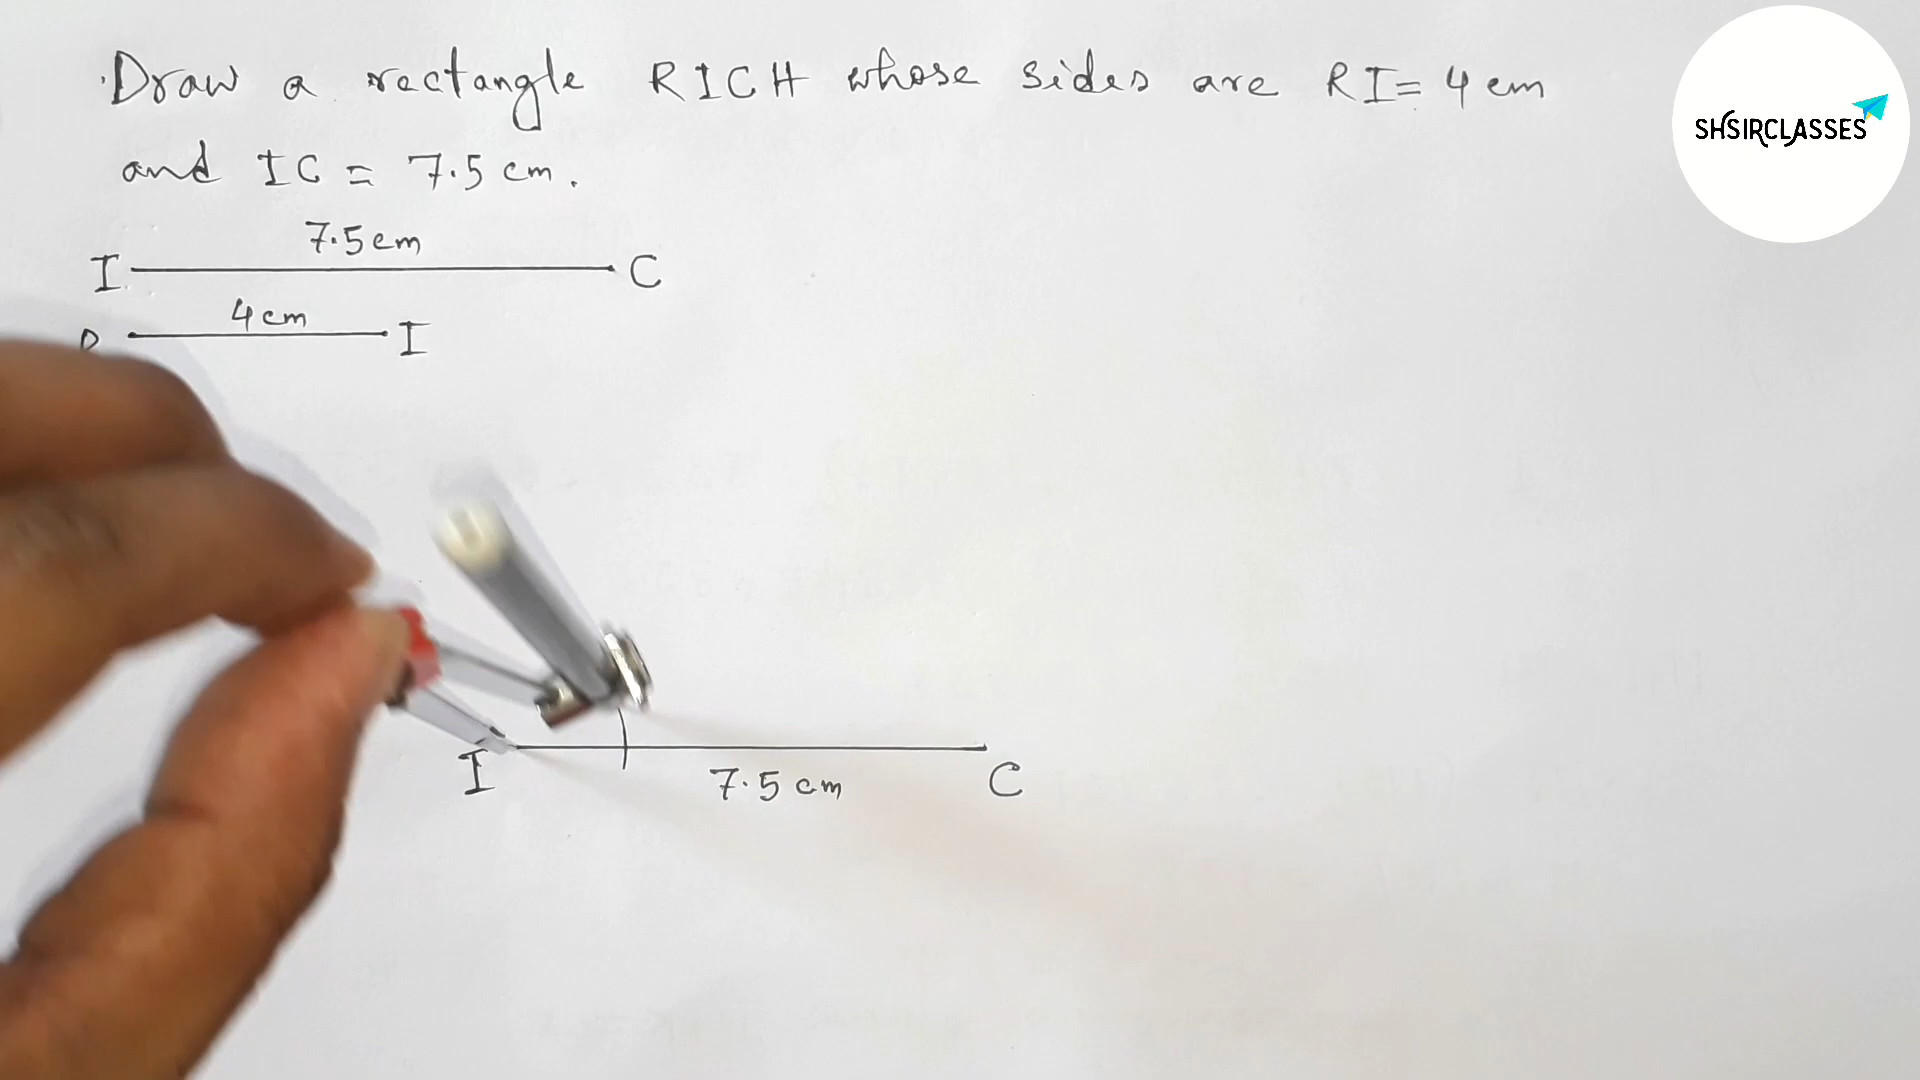 Draw a rectangle RICH whose sides are RI = 4 cm
and IC = 7.5 cm.
SHSIRCLASSES
7.5 cm
I C
4 cm
I
I 7.5 cm C